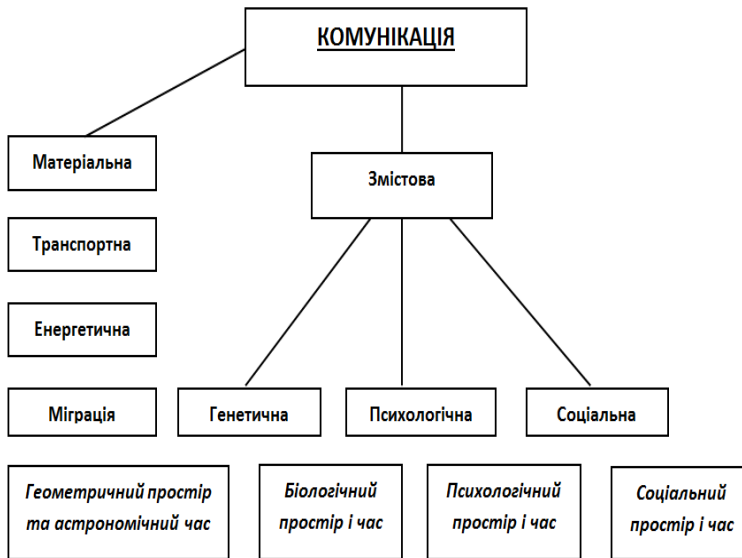 КОМУНІКАЦІЯ
Матеріальна
Змістова
Транспортна
Енергетична
Міграція
Генетична
Психологічна
Соціальна
Геометричний простір
та астрономічний час
Біологічний
простір і час
Психологічний
простір і час
Соціальний
простір і час